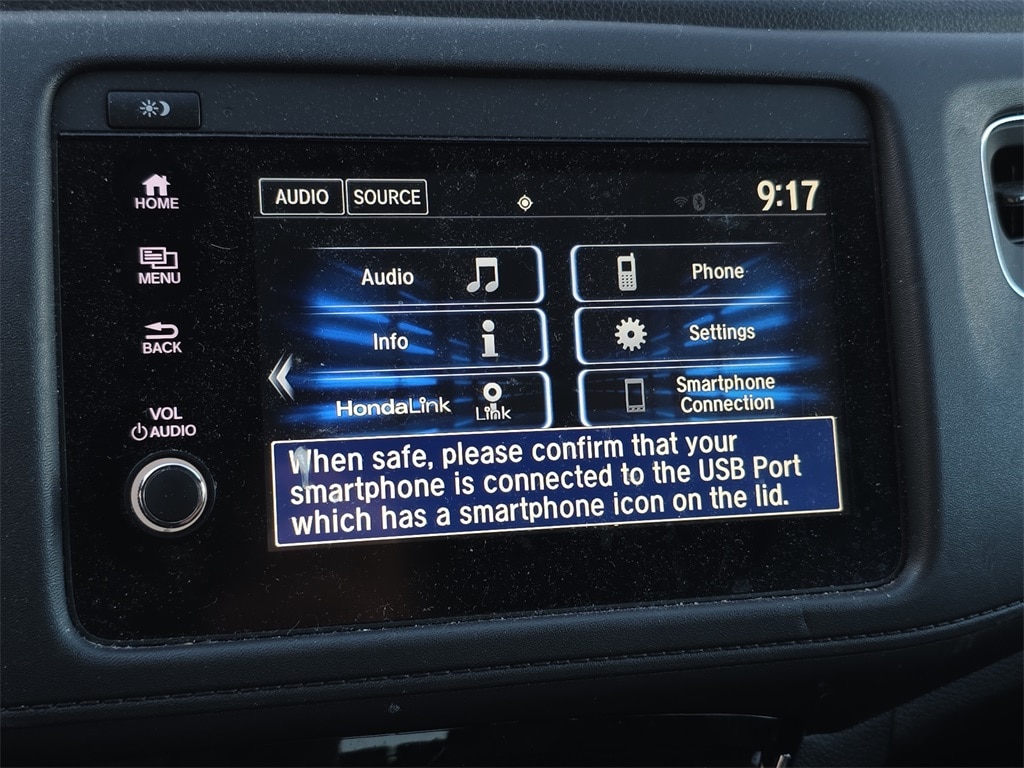 HOME
MENU
BACK
VOL
AUDIO
AUDIO SOURCE 9:17
Audio
Phone
Info
Settings
HondaLink Link
Smartphone
Connection
When safe, please confirm that your
smartphone is connected to the USB Port
which has a smartphone icon on the lid.